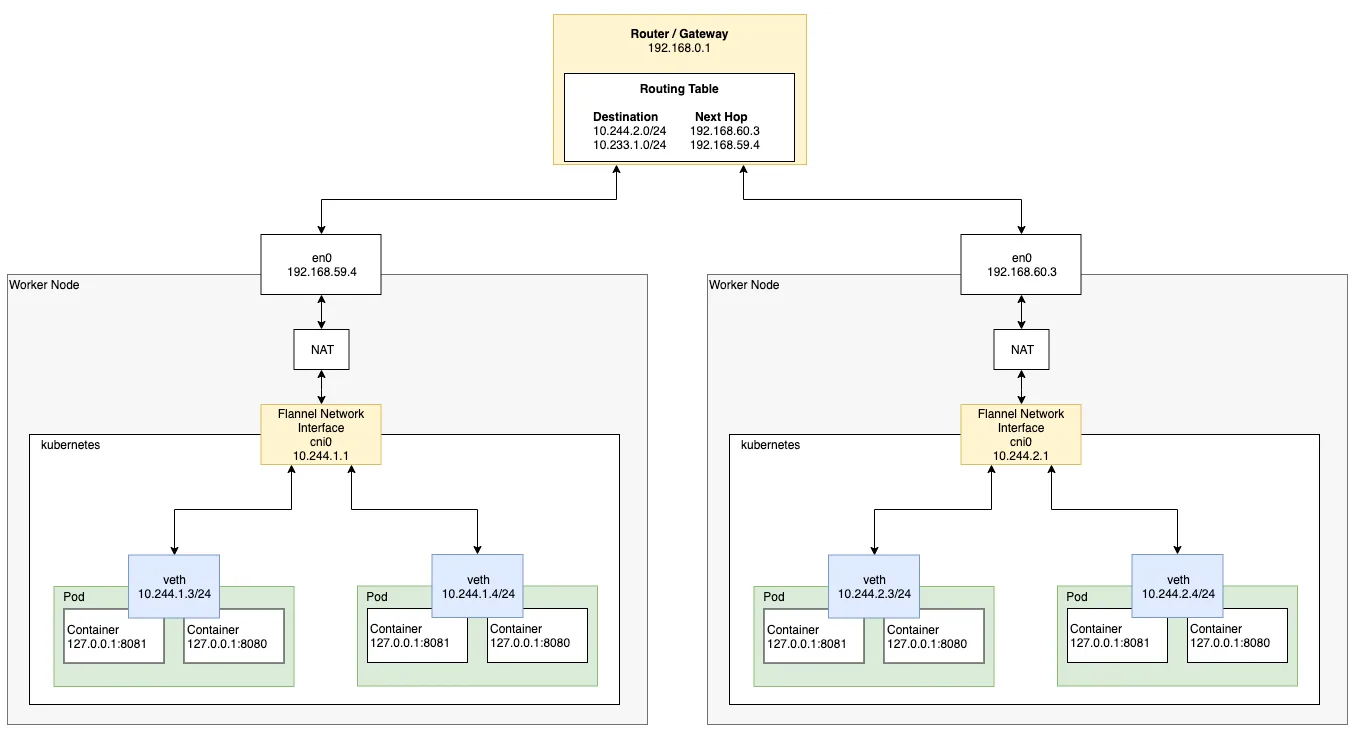 Router / Gateway
192.168.0.1
Routing Table
Destination Next Hop
10.244.2.0/24 192.168.60.3
10.233.1.0/24 192.168.59.4
en0
192.168.59.4
Worker Node
NAT
Flannel Network
Interface
cni0
10.244.1.1
kubernetes
veth
10.244.1.3/24
Pod
Container
127.0.0.1:8081
Container
127.0.0.1:8080
veth
10.244.1.4/24
Pod
Container
127.0.0.1:8081
Container
127.0.0.1:8080
en0
192.168.60.3
Worker Node
NAT
Flannel Network
Interface
cni0
10.244.2.1
kubernetes
veth
10.244.2.3/24
Pod
Container
127.0.0.1:8081
Container
127.0.0.1:8080
veth
10.244.2.4/24
Pod
Container
127.0.0.1:8081
Container
127.0.0.1:8080